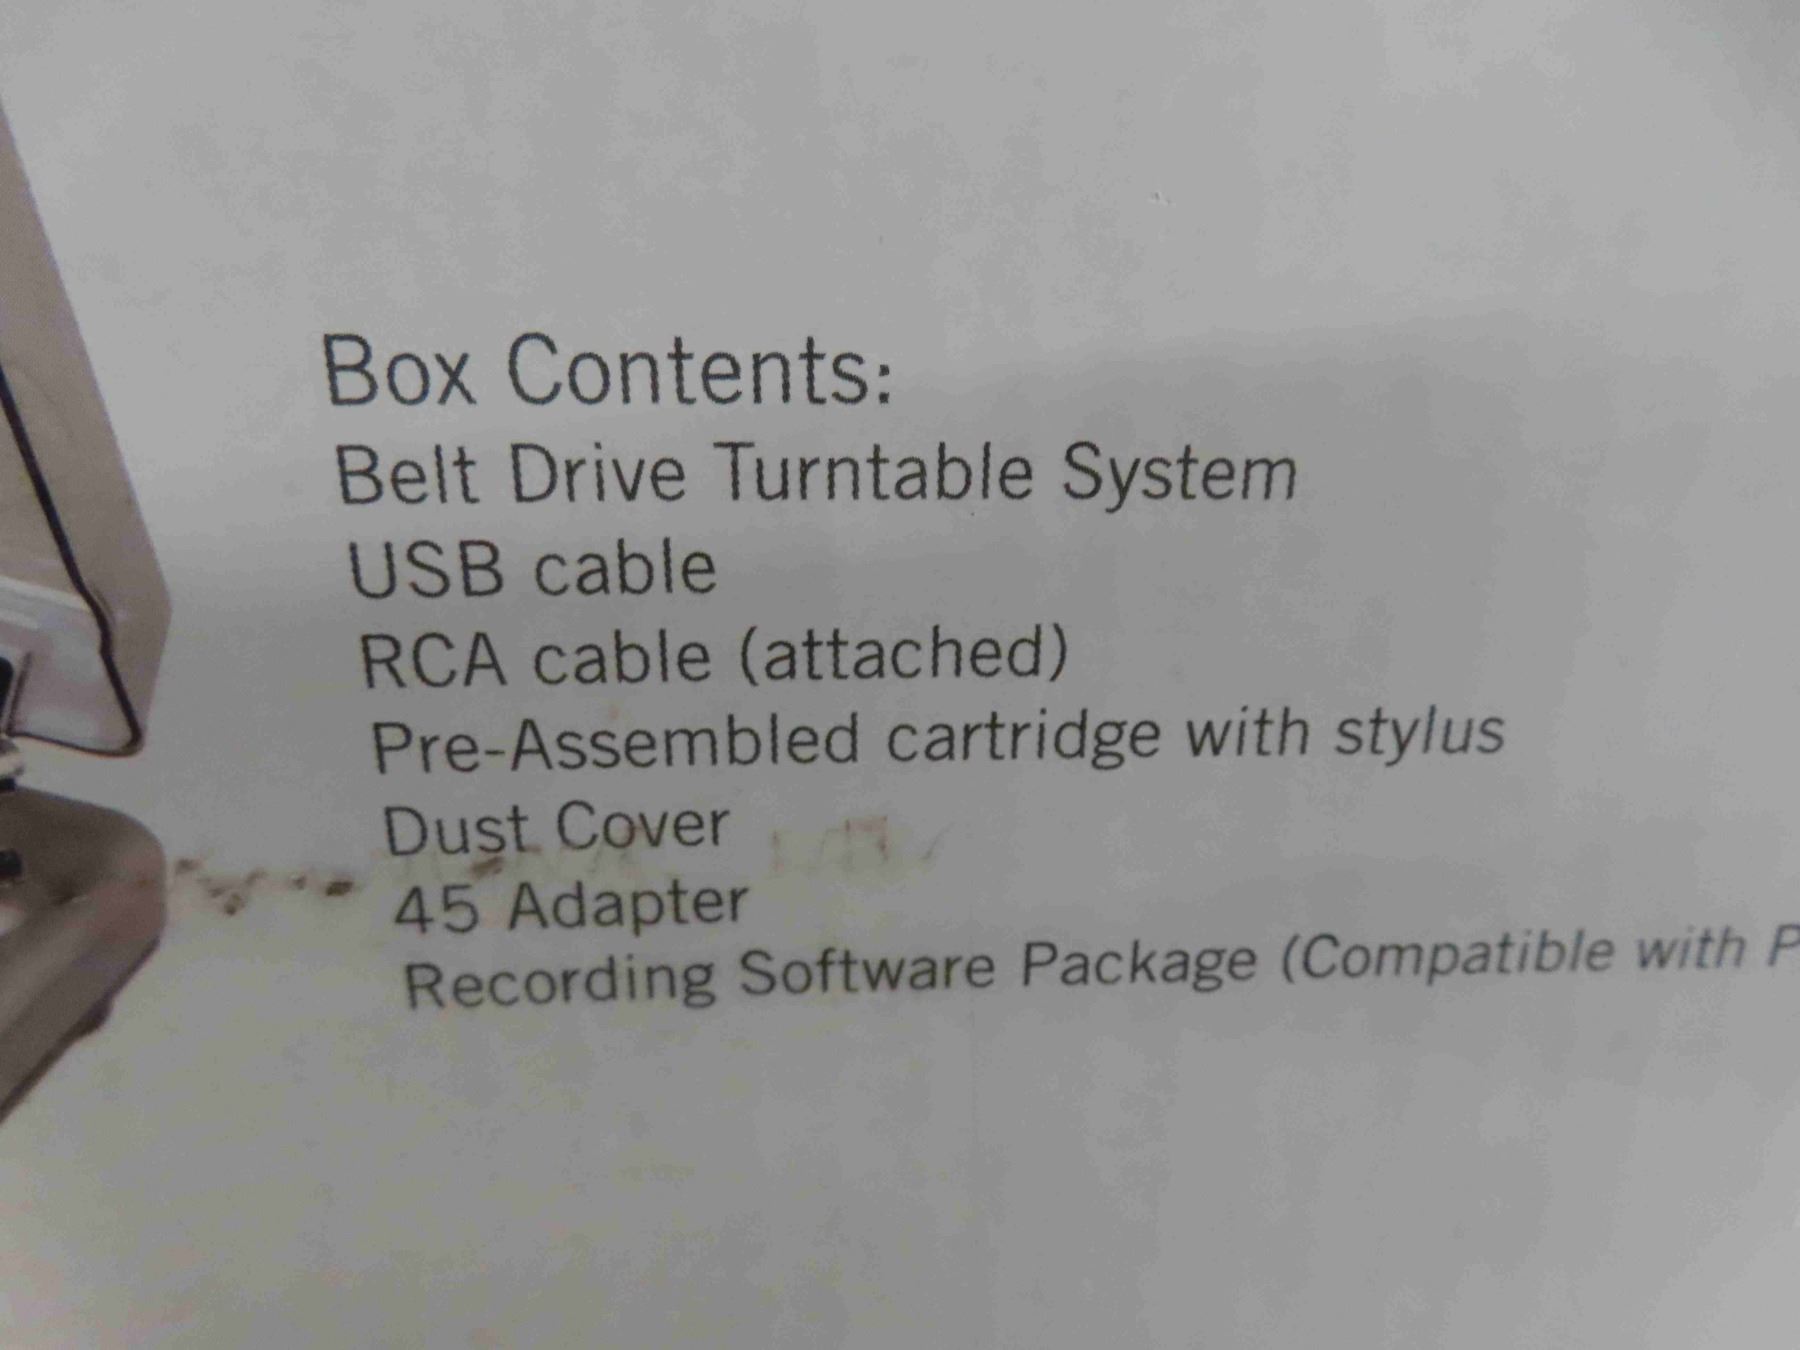 Box Contents:
Belt Drive Turntable System
USB cable
RCA cable (attached)
Pre-Assembled cartridge with stylus
Dust Cover
45 Adapter
Recording Software Package (Compatible with P